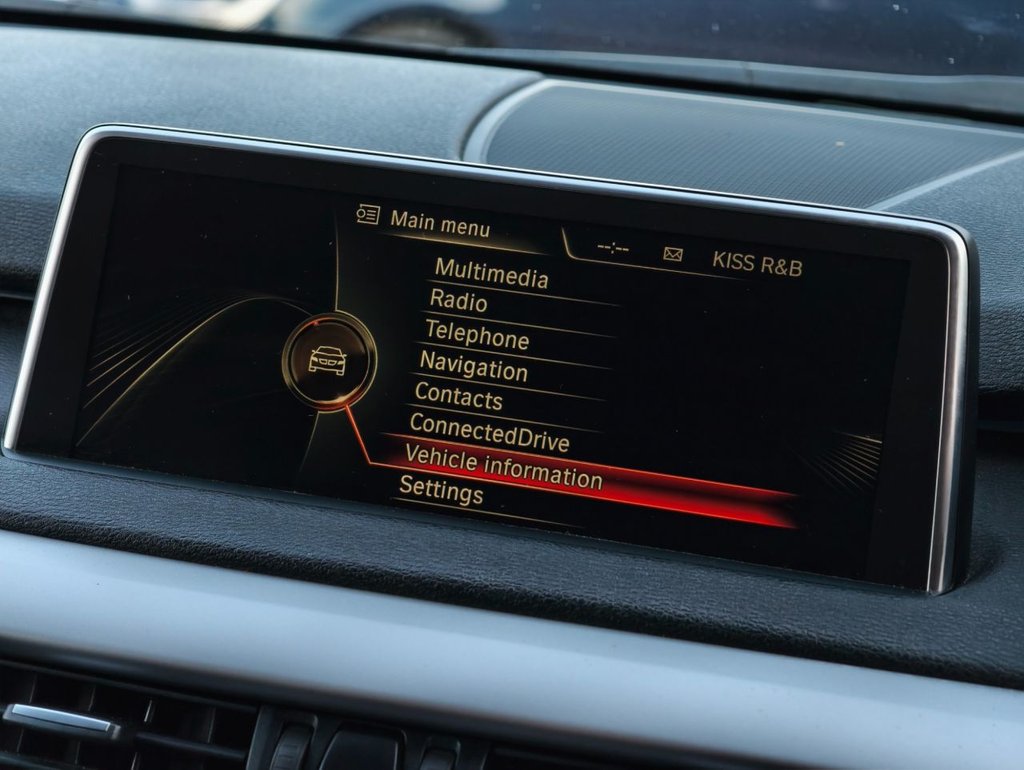 Main menu
--:-- KISS R&B
Multimedia
Radio
Telephone
Navigation
Contacts
ConnectedDrive
Vehicle information
Settings